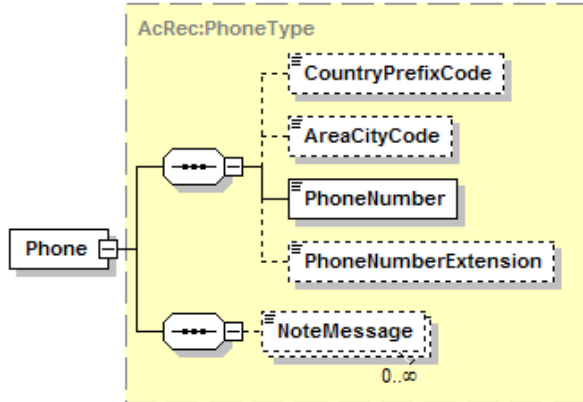 AcRec:PhoneType
CountryPrefixCode
AreaCityCode
PhoneNumber
Phone
PhoneNumberExtension
NoteMessage
0..∞